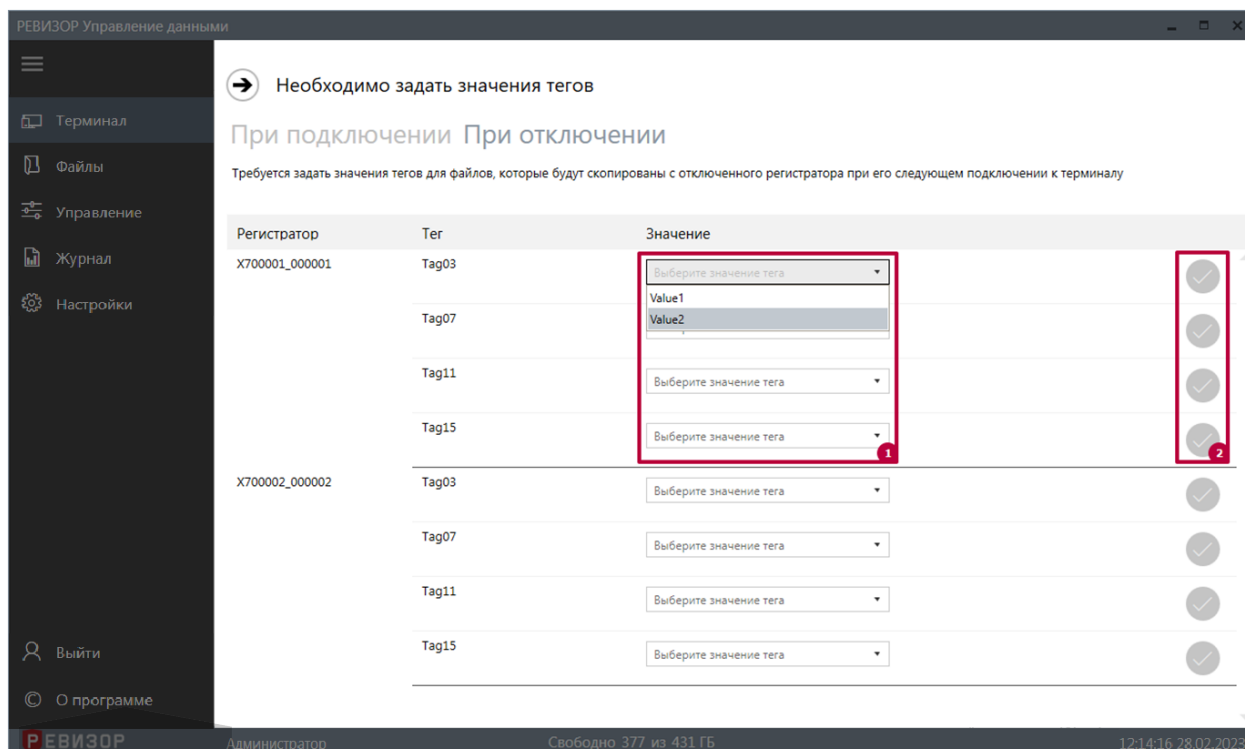 РЕВИЗОР Управление данными
Необходимо задать значения тегов
Терминал
При подключении При отключении
Файлы
Требуется задать значения тегов для файлов, которые будут скопированы с отключенного регистратора при его следующем подключении к терминалу
Управление
Регистратор Тег Значение
Журнал
X700001_000001 Tag03 Выберите значение тега
Настройки
Value1
Tag07 Value2
Tag11 Выберите значение тега
Tag15 Выберите значение тега
1 2
X700002_000002 Tag03 Выберите значение тега
Tag07 Выберите значение тега
Tag11 Выберите значение тега
Tag15 Выберите значение тега
Выйти
О программе
РЕВИЗОР Администратор Свободно 377 из 431 ГБ 12:14:16 28.02.2023